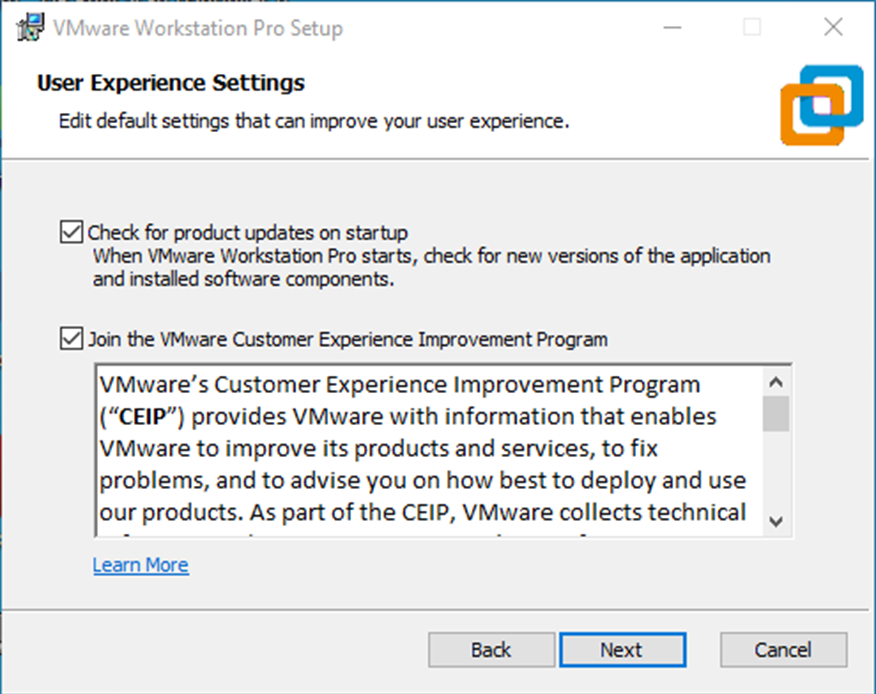 VMware Workstation Pro Setup
User Experience Settings
Edit default settings that can improve your user experience.
Check for product updates on startup
When VMware Workstation Pro starts, check for new versions of the application
and installed software components.
Join the VMware Customer Experience Improvement Program
VMware’s Customer Experience Improvement Program
(“CEIP”) provides VMware with information that enables
VMware to improve its products and services, to fix
problems, and to advise you on how best to deploy and use
our products. As part of the CEIP, VMware collects technical
Learn More
Back
Next
Cancel